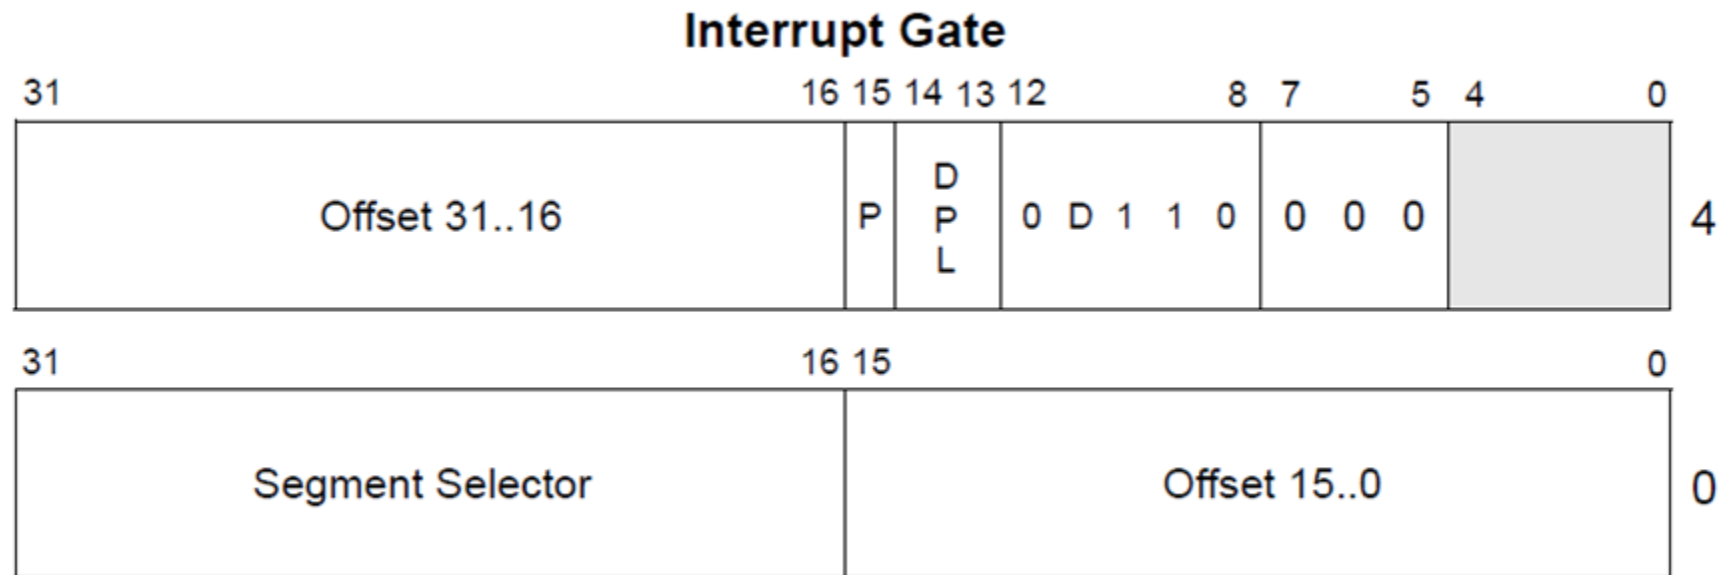 Interrupt Gate
31 16 15 14 13 12 8 7 5 4 0
Offset 31..16 P D P L 0 D 1 1 0 0 0 0 4
31 16 15 0
Segment Selector Offset 15..0 0